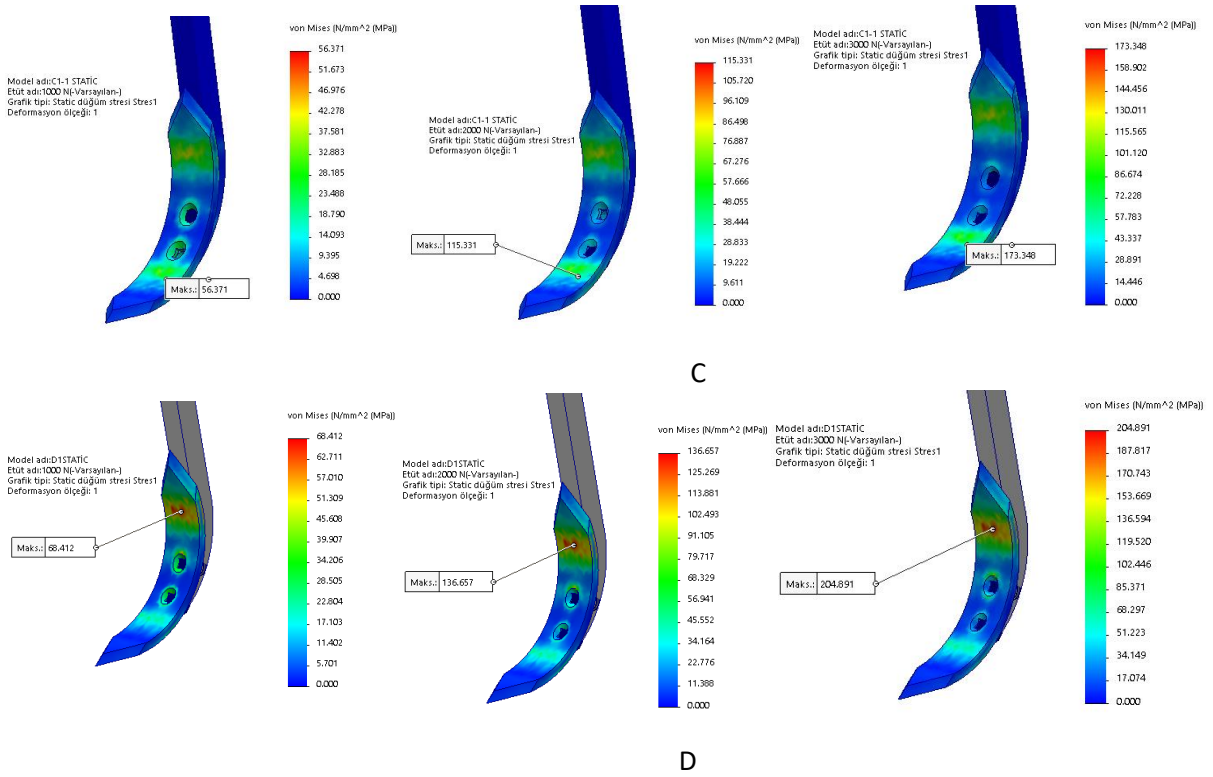 von Mises (N/mm^2 (MPa))
56.371
51.673
46.976
42.278
37.581
32.883
28.185
23.488
18.790
14.093
9.395
4.698
0.000
Model adı:C1-1 STATİC
Etüt adı:1000 N(-Varsayılan-)
Grafik tipi: Static düğüm stresi Stres1
Deformasyon ölçeği: 1
Maks.: 56.371
von Mises (N/mm^2 (MPa))
115.331
105.720
96.109
86.498
76.887
67.276
57.666
48.055
38.444
28.833
19.222
9.611
0.000
Model adı:C1-1 STATİC
Etüt adı:2000 N(-Varsayılan-)
Grafik tipi: Static düğüm stresi Stres1
Deformasyon ölçeği: 1
Maks.: 115.331
von Mises (N/mm^2 (MPa))
173.348
158.902
144.456
130.011
115.565
101.120
86.674
72.228
57.783
43.337
28.891
14.446
0.000
Model adı:C1-1 STATİC
Etüt adı:3000 N(-Varsayılan-)
Grafik tipi: Static düğüm stresi Stres1
Deformasyon ölçeği: 1
Maks.: 173.348
C
von Mises (N/mm^2 (MPa))
68.412
62.711
57.010
51.309
45.608
39.907
34.206
28.505
22.804
17.103
11.402
5.701
0.000
Model adı:D1STATİC
Etüt adı:1000 N(-Varsayılan-)
Grafik tipi: Static düğüm stresi Stres1
Deformasyon ölçeği: 1
Maks.: 68.412
von Mises (N/mm^2 (MPa))
136.657
125.269
113.881
102.493
91.105
79.717
68.329
56.941
45.552
34.164
22.776
11.388
0.000
Model adı:D1STATİC
Etüt adı:2000 N(-Varsayılan-)
Grafik tipi: Static düğüm stresi Stres1
Deformasyon ölçeği: 1
Maks.: 136.657
von Mises (N/mm^2 (MPa))
204.891
187.817
170.743
153.669
136.594
119.520
102.446
85.371
68.297
51.223
34.149
17.074
0.000
Model adı:D1STATİC
Etüt adı:3000 N(-Varsayılan-)
Grafik tipi: Static düğüm stresi Stres1
Deformasyon ölçeği: 1
Maks.: 204.891
D